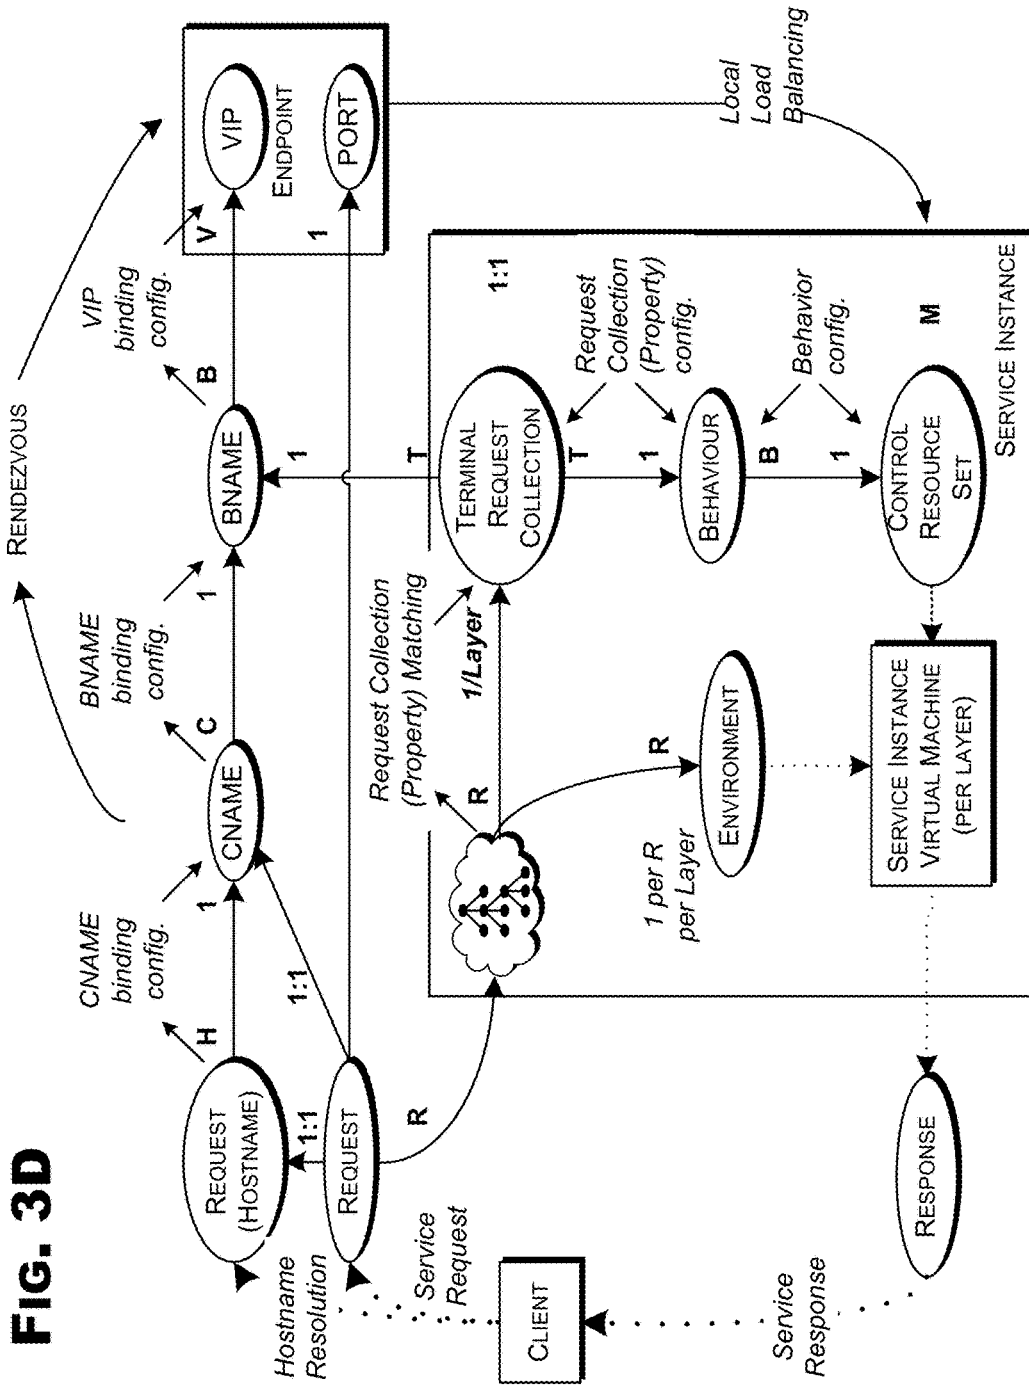 FIG. 3D
RENDEZVOUS
CNAME
binding
config.
BNAME
binding
config.
VIP
binding
config.
REQUEST
(HOSTNAME)
H
1
CNAME
C
1
BNAME
B
V
VIP
ENDPOINT
PORT
1
Hostname
Resolution
1:1
1:1
REQUEST
1
Service
Request
R
Request Collection
(Property) Matching
R
1/Layer
T
TERMINAL
REQUEST
COLLECTION
1:1
T
Request
Collection
(Property)
config.
1
BEHAVIOUR
B
Behavior
config.
1
CONTROL
RESOURCE
SET
M
SERVICE INSTANCE
Local
Load
Balancing
1 per R
per Layer
R
ENVIRONMENT
SERVICE INSTANCE
VIRTUAL MACHINE
(PER LAYER)
CLIENT
Service
Response
RESPONSE